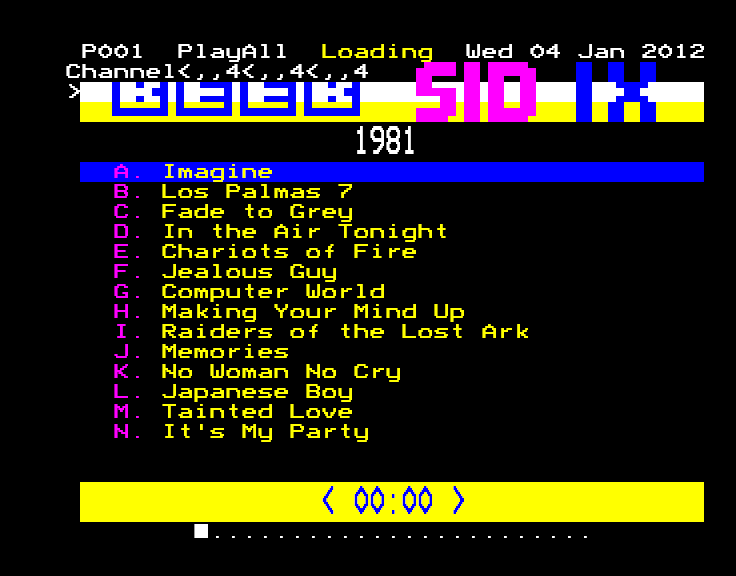 P001 PlayAll Loading Wed 04 Jan 2012
Channel<,,4<,,4<,,4
>
SID IX
1981
A. Imagine
B. Los Palmas 7
C. Fade to Grey
D. In the Air Tonight
E. Chariots of Fire
F. Jealous Guy
G. Computer World
H. Making Your Mind Up
I. Raiders of the Lost Ark
J. Memories
K. No Woman No Cry
L. Japanese Boy
M. Tainted Love
N. It's My Party
< 00:00 >